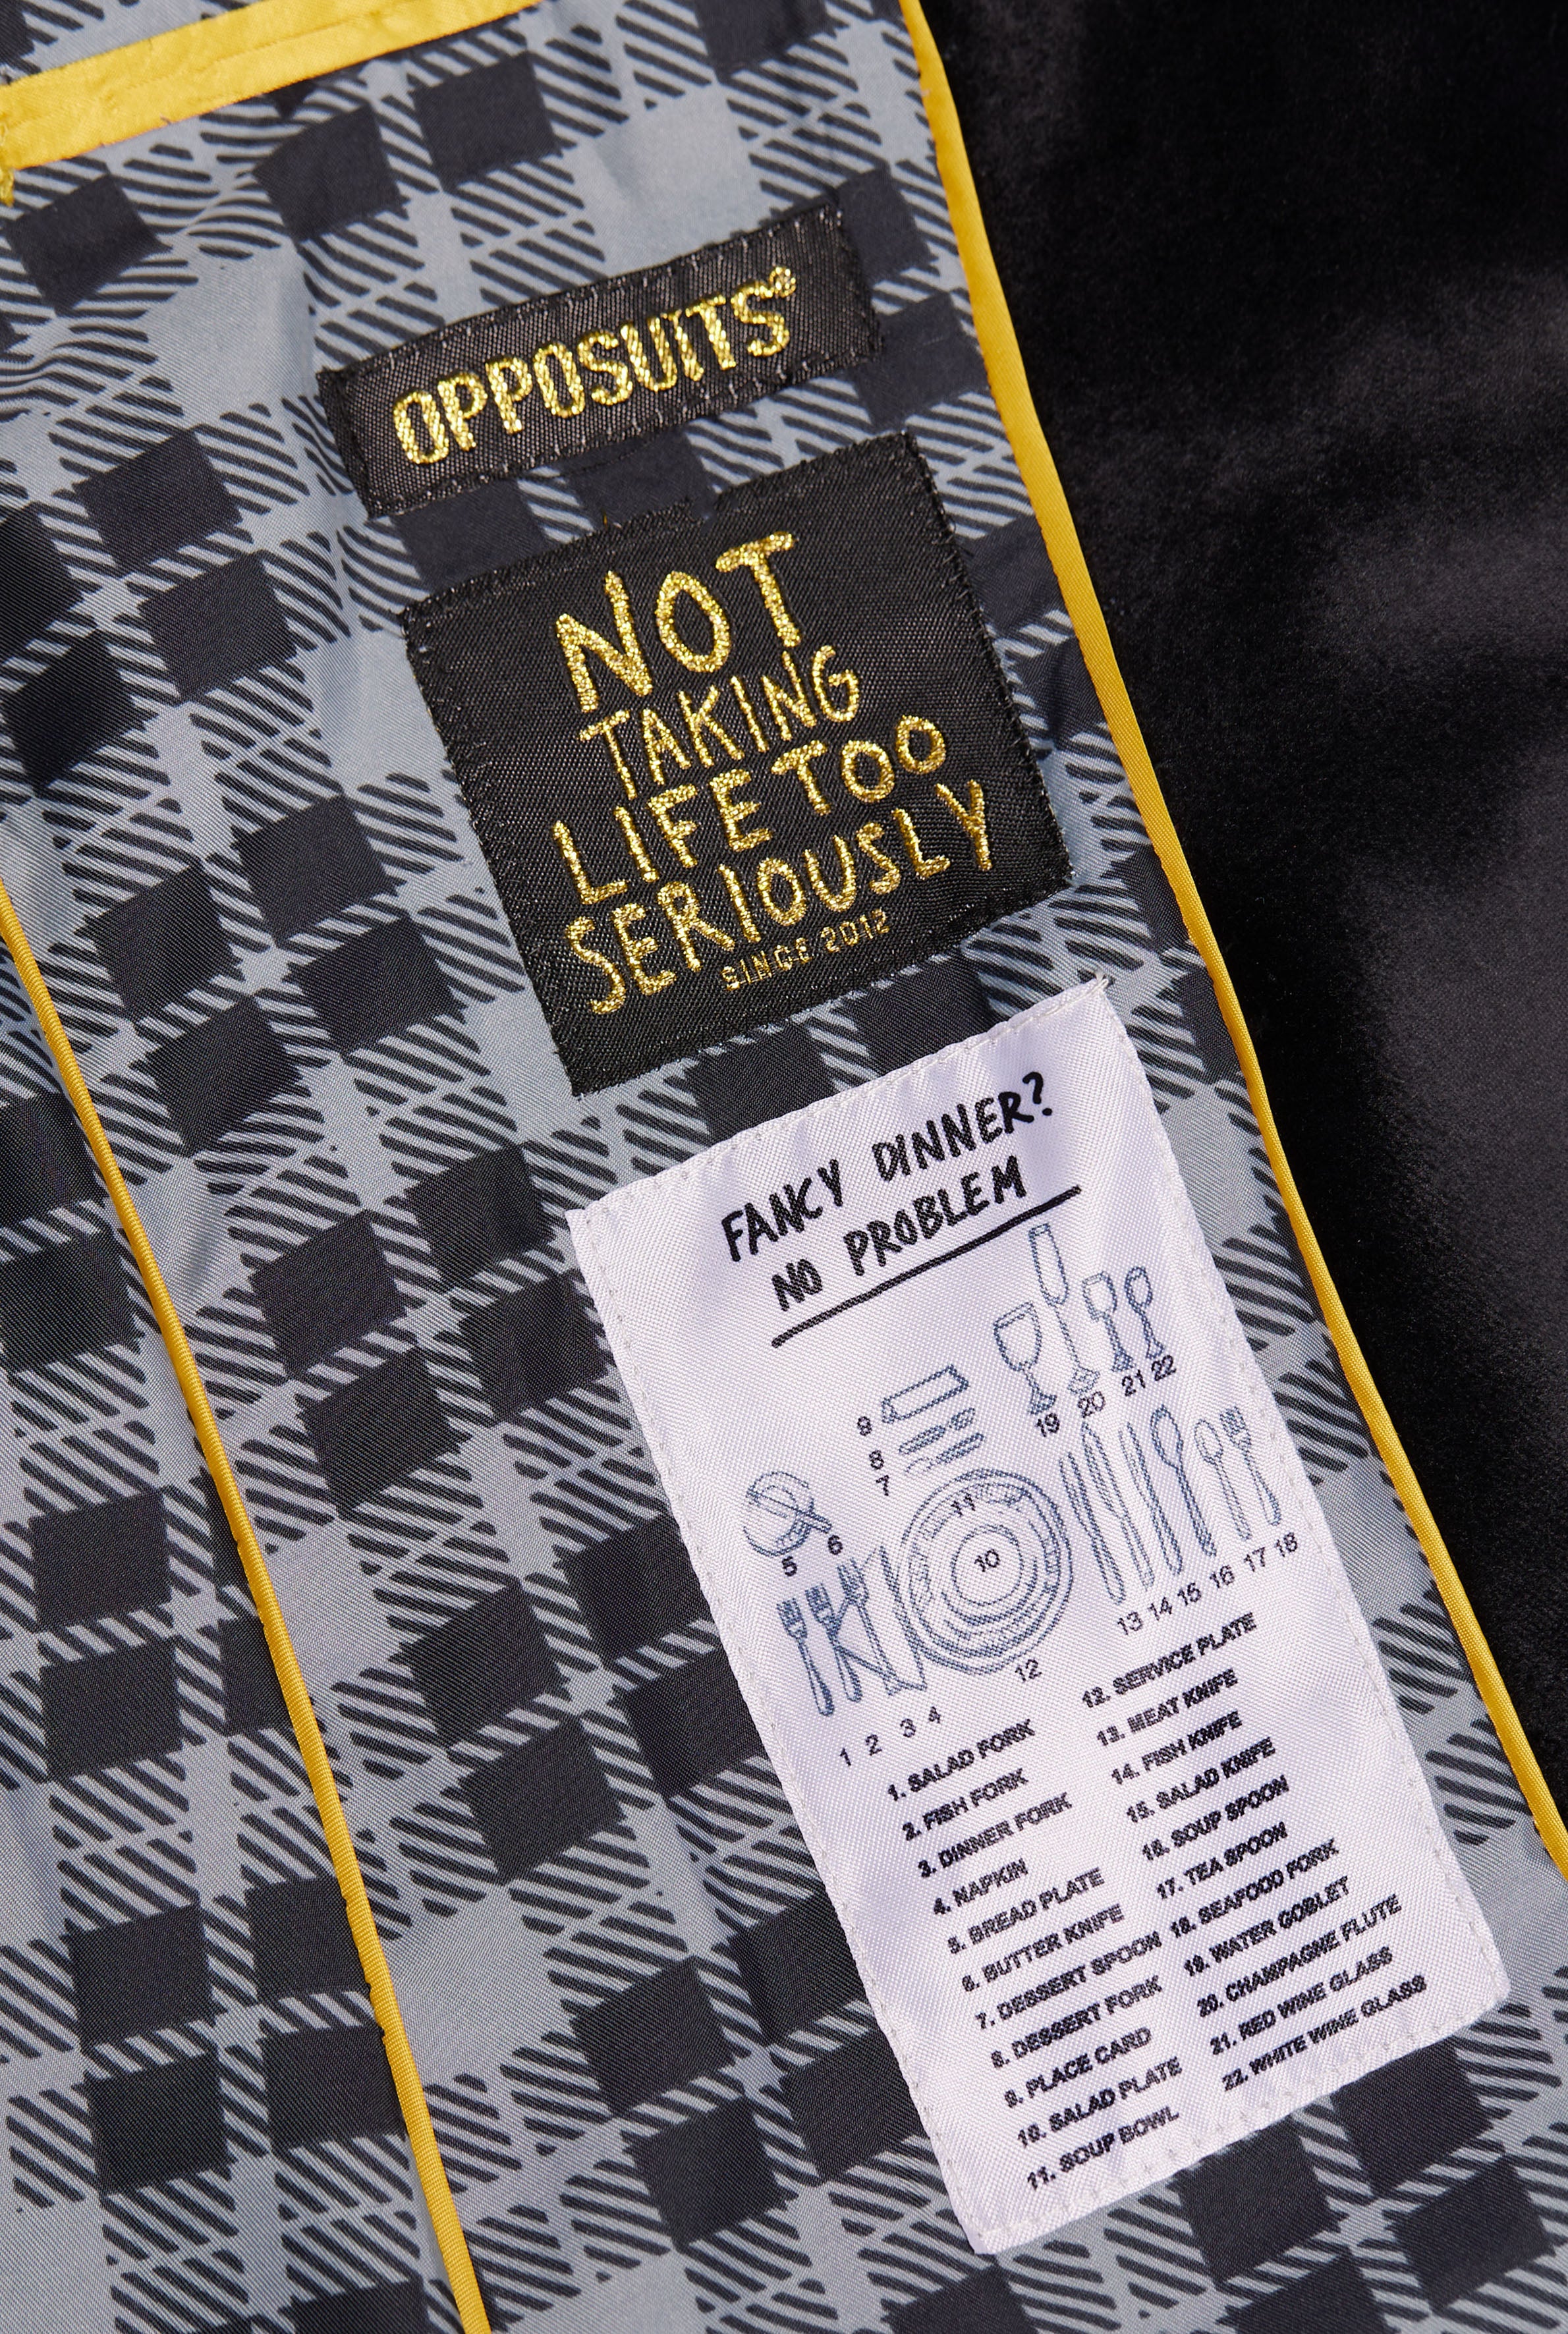 OPPOSUITS®
NOT
TAKING
LIFE TOO
SERIOUSLY
SINCE 2012
FANCY DINNER?
NO PROBLEM
9
8
7
19 20 21 22
5 6
11
10
12
1 2 3 4
13 14 15 16 17 18
1. SALAD FORK
2. FISH FORK
3. DINNER FORK
4. NAPKIN
5. BREAD PLATE
6. BUTTER KNIFE
7. DESSERT SPOON
8. DESSERT FORK
9. PLACE CARD
10. SALAD PLATE
11. SOUP BOWL
12. SERVICE PLATE
13. MEAT KNIFE
14. FISH KNIFE
15. SALAD KNIFE
16. SOUP SPOON
17. TEA SPOON
18. SEAFOOD FORK
19. WATER GOBLET
20. CHAMPAGNE FLUTE
21. RED WINE GLASS
22. WHITE WINE GLASS